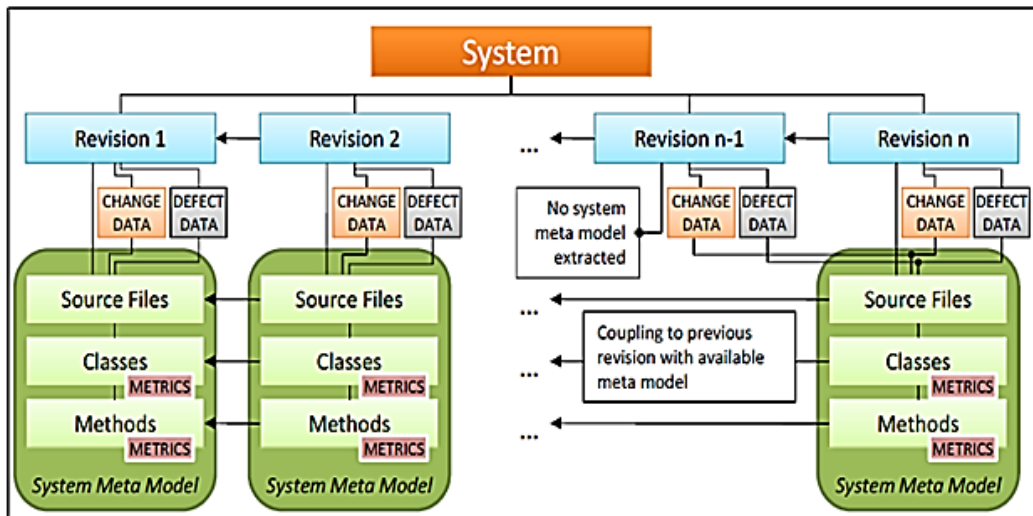 System
Revision 1
Revision 2
...
Revision n-1
Revision n
CHANGE
DATA
DEFECT
DATA
CHANGE
DATA
DEFECT
DATA
No system
meta model
extracted
CHANGE
DATA
DEFECT
DATA
CHANGE
DATA
DEFECT
DATA
Source Files
Source Files
...
Source Files
Classes
METRICS
Classes
METRICS
...
Coupling to previous
revision with available
meta model
Classes
METRICS
Methods
METRICS
Methods
METRICS
...
Methods
METRICS
System Meta Model
System Meta Model
System Meta Model